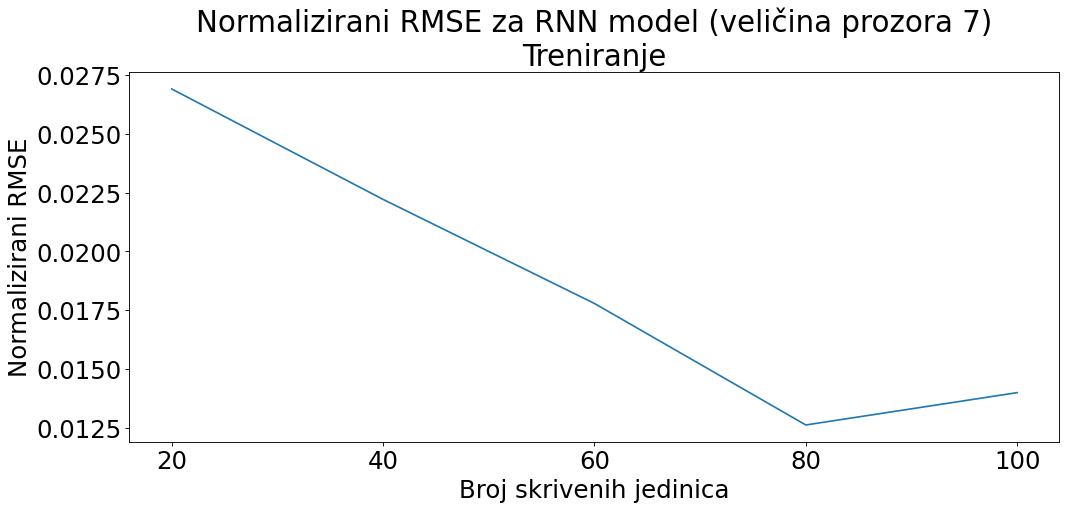 Normalizirani RMSE za RNN model (veličina prozora 7)
Treniranje
Normalizirani RMSE
0.0275
0.0250
0.0225
0.0200
0.0175
0.0150
0.0125
20 40 60 80 100
Broj skrivenih jedinica